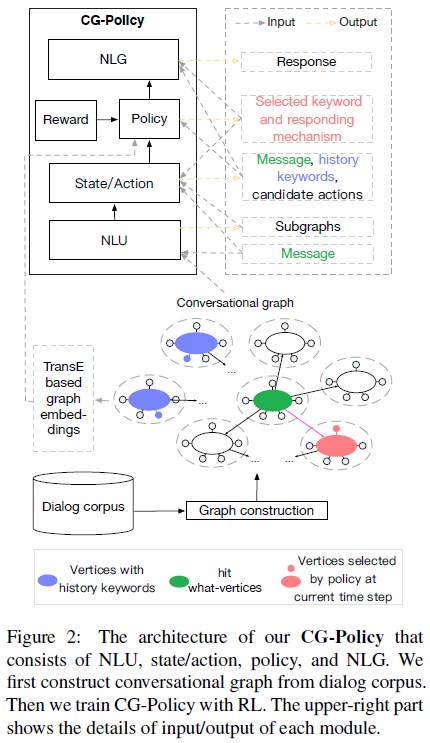 CG-Policy
Input
Output
NLG
Response
Reward
Policy
Selected keyword
and responding
mechanism
Message, history
keywords,
candidate actions
State/Action
Subgraphs
NLU
Message
Conversational graph
TransE
based
graph
embed-
dings
...
...
...
...
Dialog corpus
Graph construction
Vertices with
history keywords
hit
what-vertices
Vertices selected
by policy at
current time step
Figure 2: The architecture of our CG-Policy that
consists of NLU, state/action, policy, and NLG. We
first construct conversational graph from dialog corpus.
Then we train CG-Policy with RL. The upper-right part
shows the details of input/output of each module.